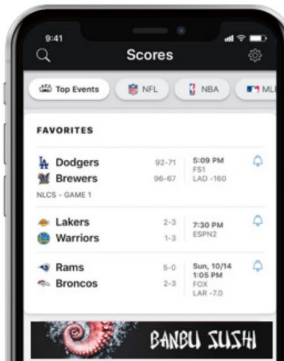 9:41
Scores
Top Events NFL NBA ML
FAVORITES
Dodgers 92-71 5:09 PM
FS1
Brewers 96-67 LAD -160
NLCS - GAME 1
Lakers 2-3 7:30 PM
Warriors 1-3 ESPN2
Rams 5-0 Sun, 10/14
1:05 PM
Broncos 2-3 FOX
LAR -7.0
BANBU SUSHI